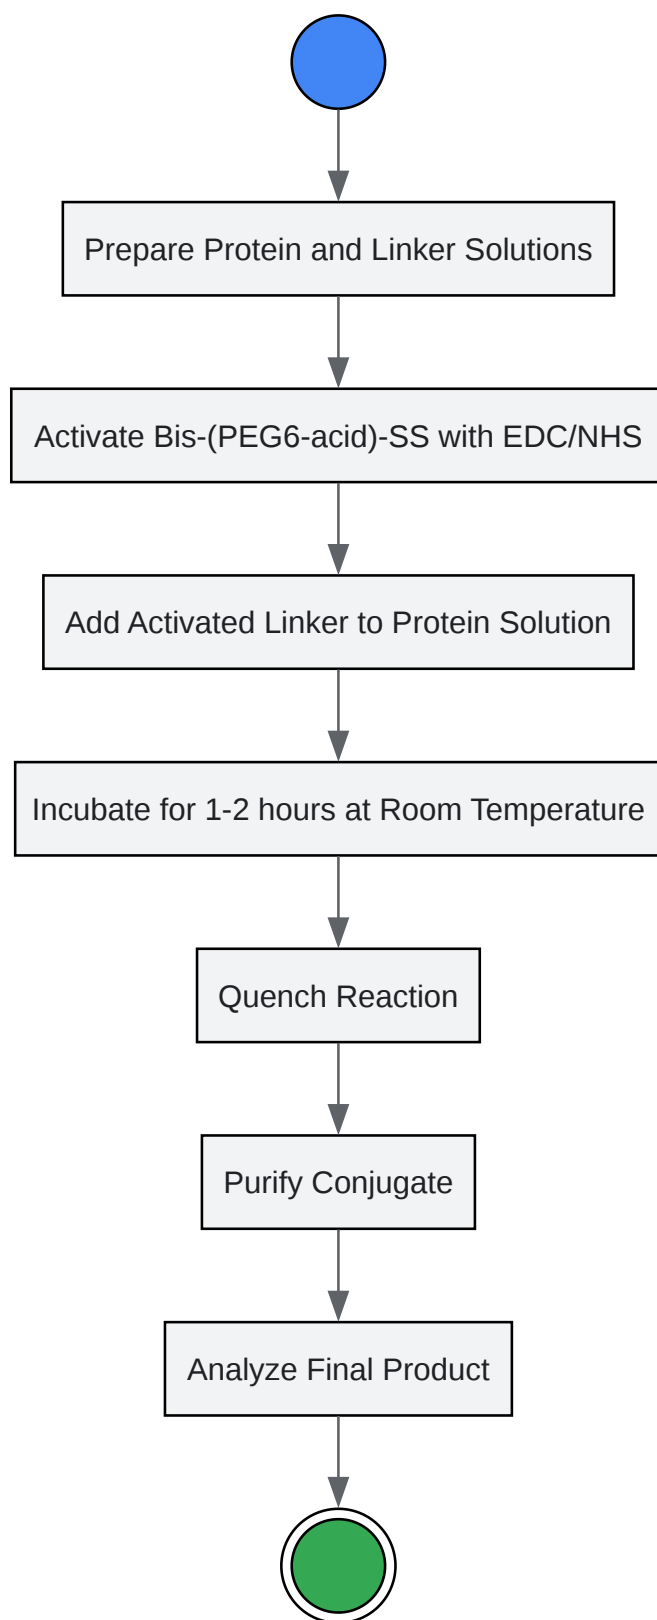 Prepare Protein and Linker Solutions
Activate Bis-(PEG6-acid)-SS with EDC/NHS
Add Activated Linker to Protein Solution
Incubate for 1-2 hours at Room Temperature
Quench Reaction
Purify Conjugate
Analyze Final Product